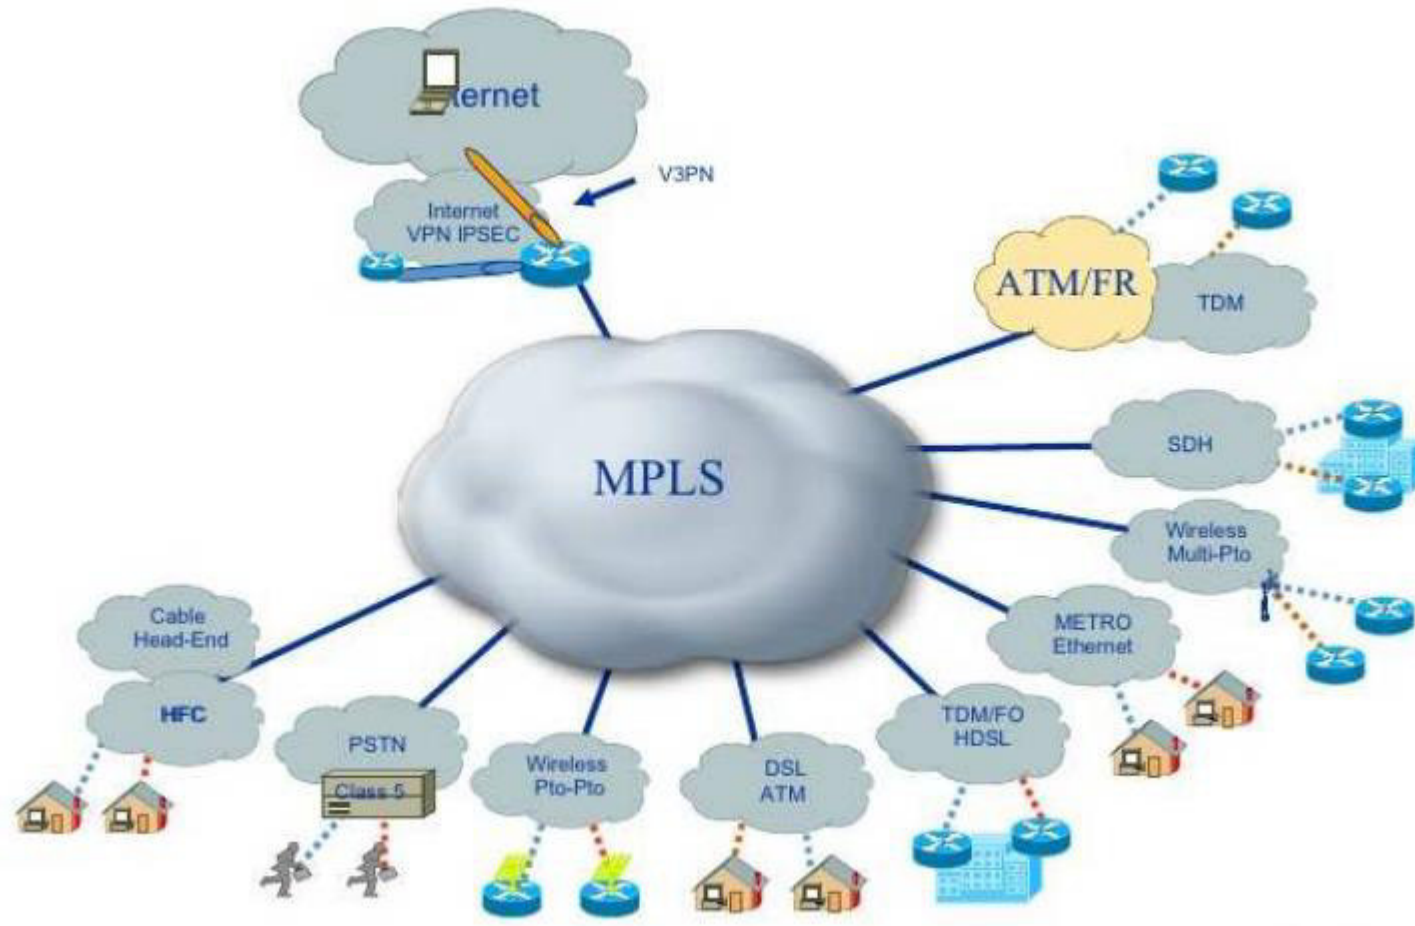 ternet
V3PN
Internet
VPN IPSEC
ATM/FR
TDM
SDH
MPLS
Wireless
Multi-Pto
Cable
Head-End
METRO
Ethernet
HFC
TDM/FO
HDSL
PSTN
Class 5
Wireless
Pto-Pto
DSL
ATM